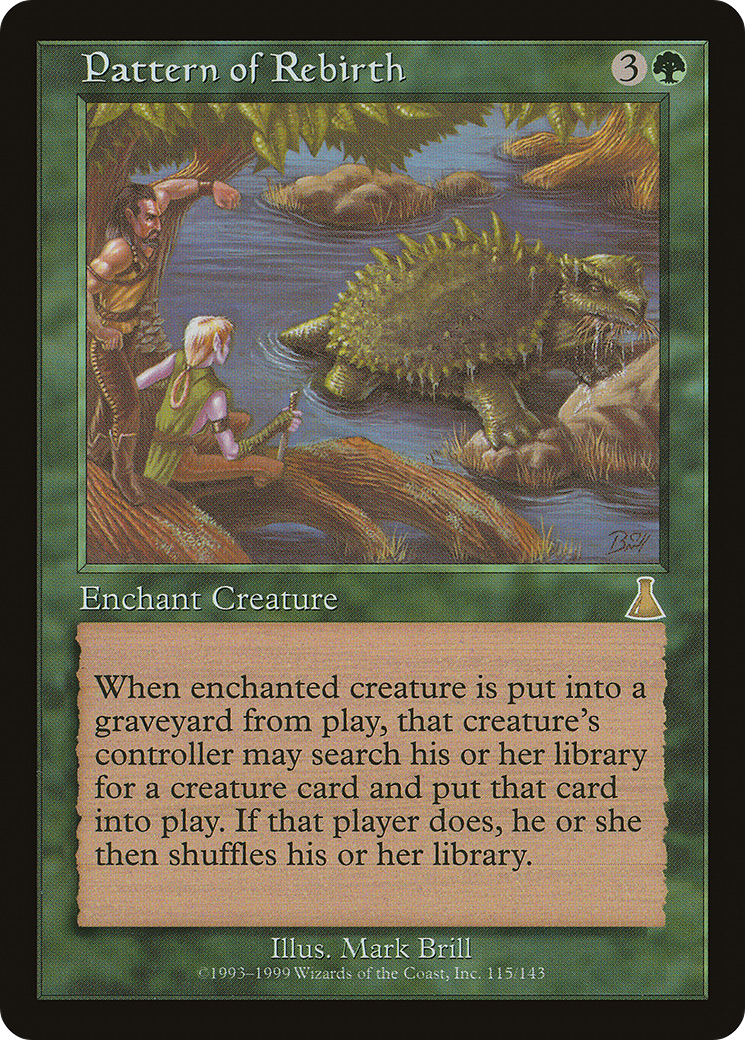 Pattern of Rebirth 3
Brill
Enchant Creature
When enchanted creature is put into a
graveyard from play, that creature's
controller may search his or her library
for a creature card and put that card
into play. If that player does, he or she
then shuffles his or her library.
Illus. Mark Brill
©1993–1999 Wizards of the Coast, Inc. 115/143